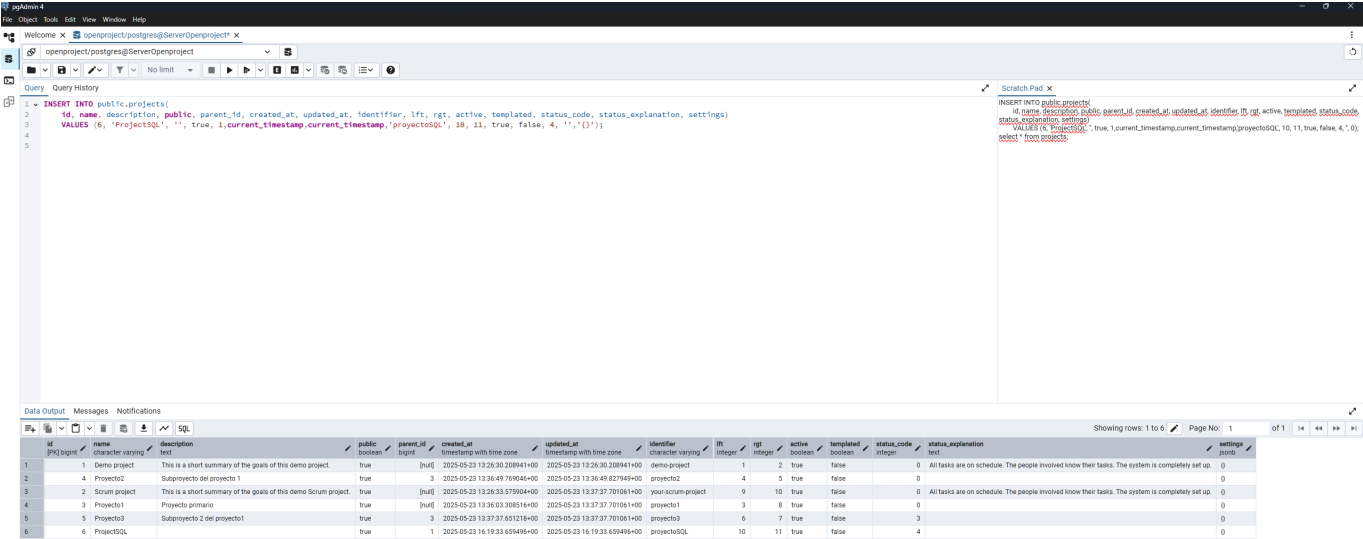 pgAdmin 4
File Object Tools Edit View Window Help
Welcome openproject/postgres@ServerOpenproject*
openproject/postgres@ServerOpenproject
No limit
Query Query History
1 INSERT INTO public.projects(
2 id, name, description, public, parent_id, created_at, updated_at, identifier, lft, rgt, active, templated, status_code, status_explanation, settings)
3 VALUES (6, 'ProjectSQL', '', true, 1,current_timestamp,current_timestamp,'proyectoSQL', 10, 11, true, false, 4, '','{}');
4
5
Scratch Pad
INSERT INTO public.projects(
id, name, description, public, parent_id, created_at, updated_at, identifier, lft, rgt, active, templated, status_code,
status_explanation, settings)
VALUES (6, 'ProjectSQL', '', true, 1,current_timestamp,current_timestamp,'proyectoSQL', 10, 11, true, false, 4, '', 0);
select * from projects;
Data Output Messages Notifications
SQL Showing rows: 1 to 6 Page No: 1 of 1
id name description public parent_id created_at updated_at identifier lft rgt active templated status_code status_explanation settings
[PK] bigint character varying text boolean bigint timestamp with time zone timestamp with time zone character varying integer integer boolean boolean integer text jsonb
1 1 Demo project This is a short summary of the goals of this demo project. true [null] 2025-05-23 13:26:30.208941+00 2025-05-23 13:26:30.208941+00 demo-project 1 2 true false 0 All tasks are on schedule. The people involved know their tasks. The system is completely set up. {}
2 4 Proyecto2 Subproyecto del proyecto 1 true 3 2025-05-23 13:36:49.769046+00 2025-05-23 13:36:49.827949+00 proyecto2 4 5 true false 0 {}
3 2 Scrum project This is a short summary of the goals of this demo Scrum project. true [null] 2025-05-23 13:26:33.575904+00 2025-05-23 13:37:37.701061+00 your-scrum-project 9 10 true false 0 All tasks are on schedule. The people involved know their tasks. The system is completely set up. {}
4 3 Proyecto1 Proyecto primario true [null] 2025-05-23 13:36:03.308516+00 2025-05-23 13:37:37.701061+00 proyecto1 3 8 true false 0 {}
5 5 Proyecto3 Subproyecto 2 del proyecto1 true 3 2025-05-23 13:37:37.651218+00 2025-05-23 13:37:37.701061+00 proyecto3 6 7 true false 3 {}
6 6 ProjectSQL true 1 2025-05-23 16:19:33.659496+00 2025-05-23 16:19:33.659496+00 proyectoSQL 10 11 true false 4 {}